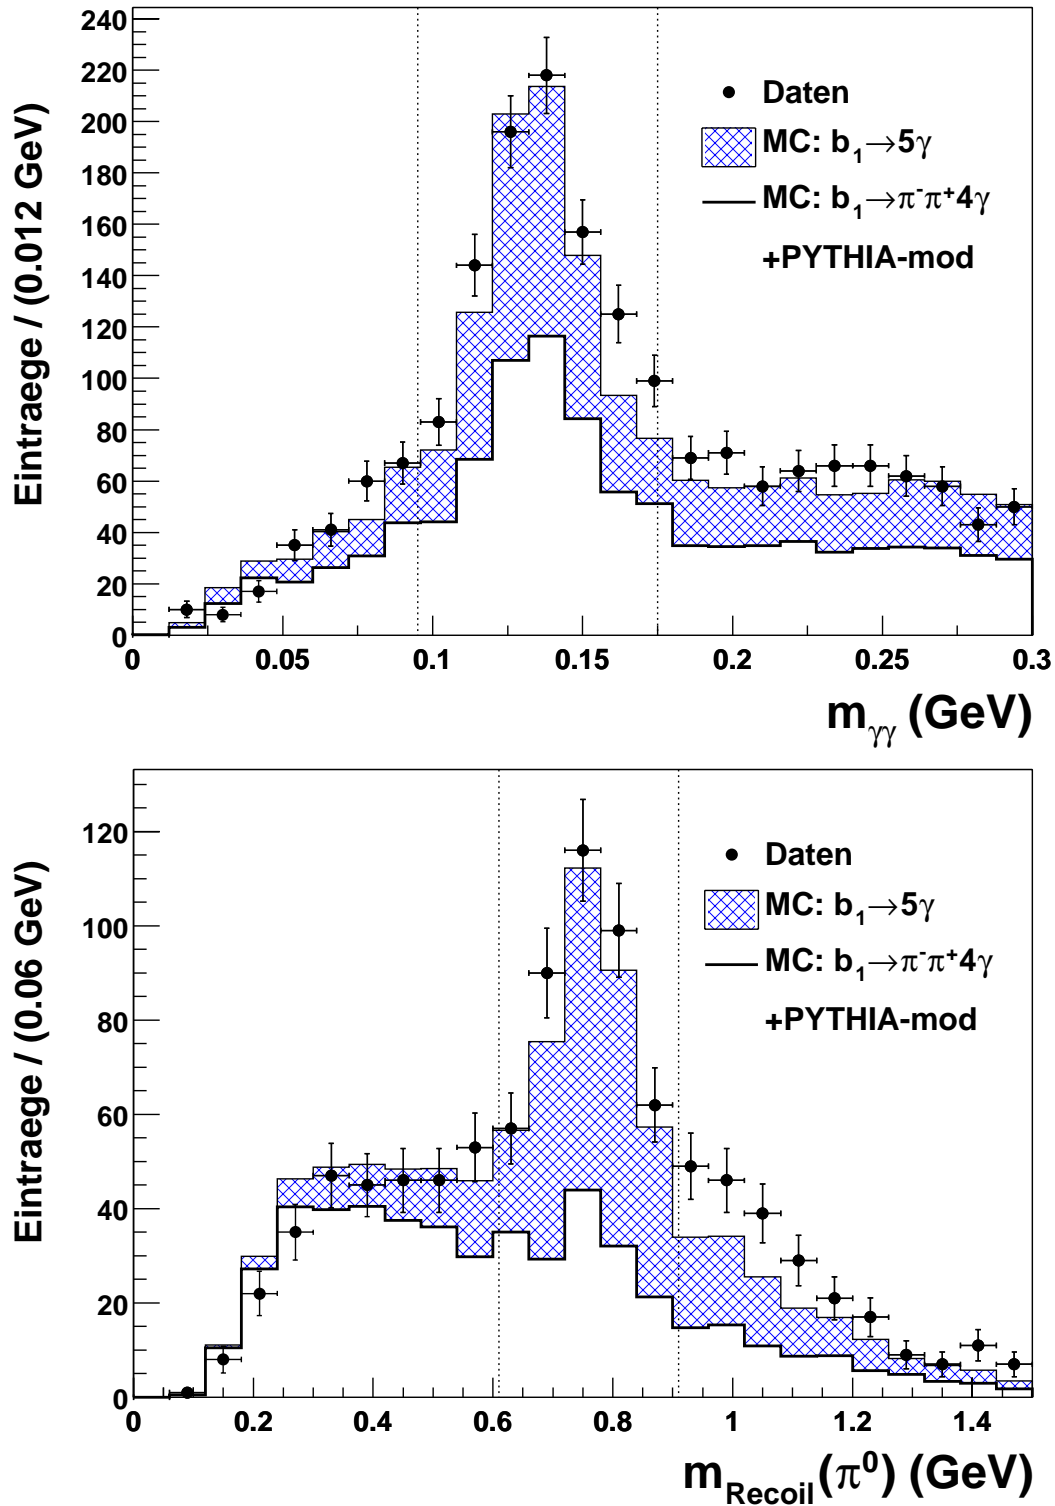 Eintraege / (0.012 GeV)
240
220
200
180
160
140
120
100
80
60
40
20
0
Daten
MC: b₁→5γ
MC: b₁→π⁻π⁺4γ
+PYTHIA-mod
0 0.05 0.1 0.15 0.2 0.25 0.3
m_γγ (GeV)
Eintraege / (0.06 GeV)
120
100
80
60
40
20
0
Daten
MC: b₁→5γ
MC: b₁→π⁻π⁺4γ
+PYTHIA-mod
0 0.2 0.4 0.6 0.8 1 1.2 1.4
m_Recoil(π⁰) (GeV)